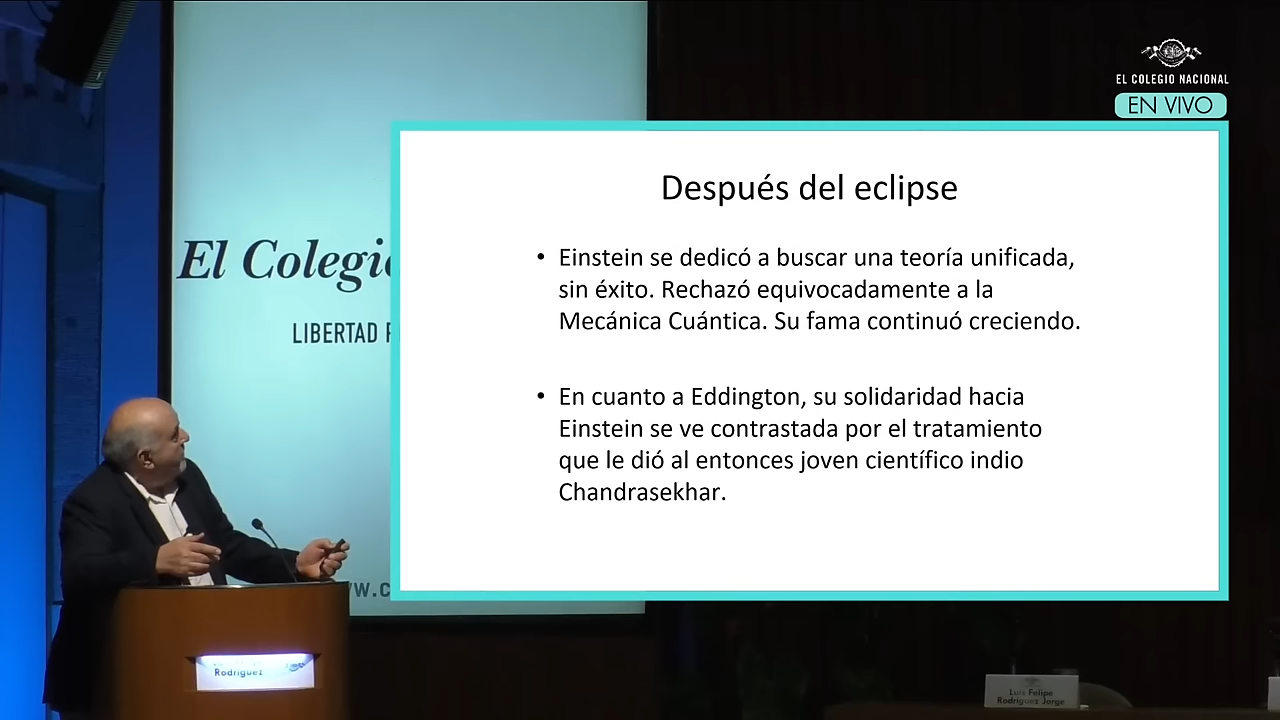 EL COLEGIO NACIONAL
EN VIVO
Después del eclipse
• Einstein se dedicó a buscar una teoría unificada,
sin éxito. Rechazó equivocadamente a la
Mecánica Cuántica. Su fama continuó creciendo.
• En cuanto a Eddington, su solidaridad hacia
Einstein se ve contrastada por el tratamiento
que le dió al entonces joven científico indio
Chandrasekhar.
El Colegi
LIBERTAD
Rodríguez
Luis Felipe
Rodríguez Jorge